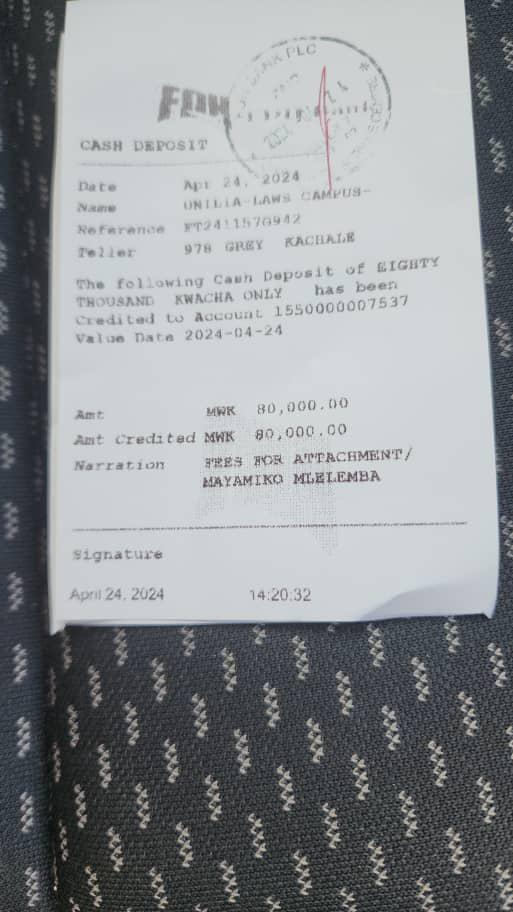 FDH
BANK PLC
CASH DEPOSIT
Date Apr 24, 2024
Name UNILIA-LAWS CAMPUS-
Reference FT2411570942
Teller 978 GREY KACHALE
The following Cash Deposit of EIGHTY
THOUSAND KWACHA ONLY has been
Credited to Account 1550000007537
Value Date 2024-04-24
Amt MWK 80,000.00
Amt Credited MWK 80,000.00
Narration FEES FOR ATTACHMENT/
MAYAMIKO MLELEMBA
Signature
April 24, 2024 14:20:32